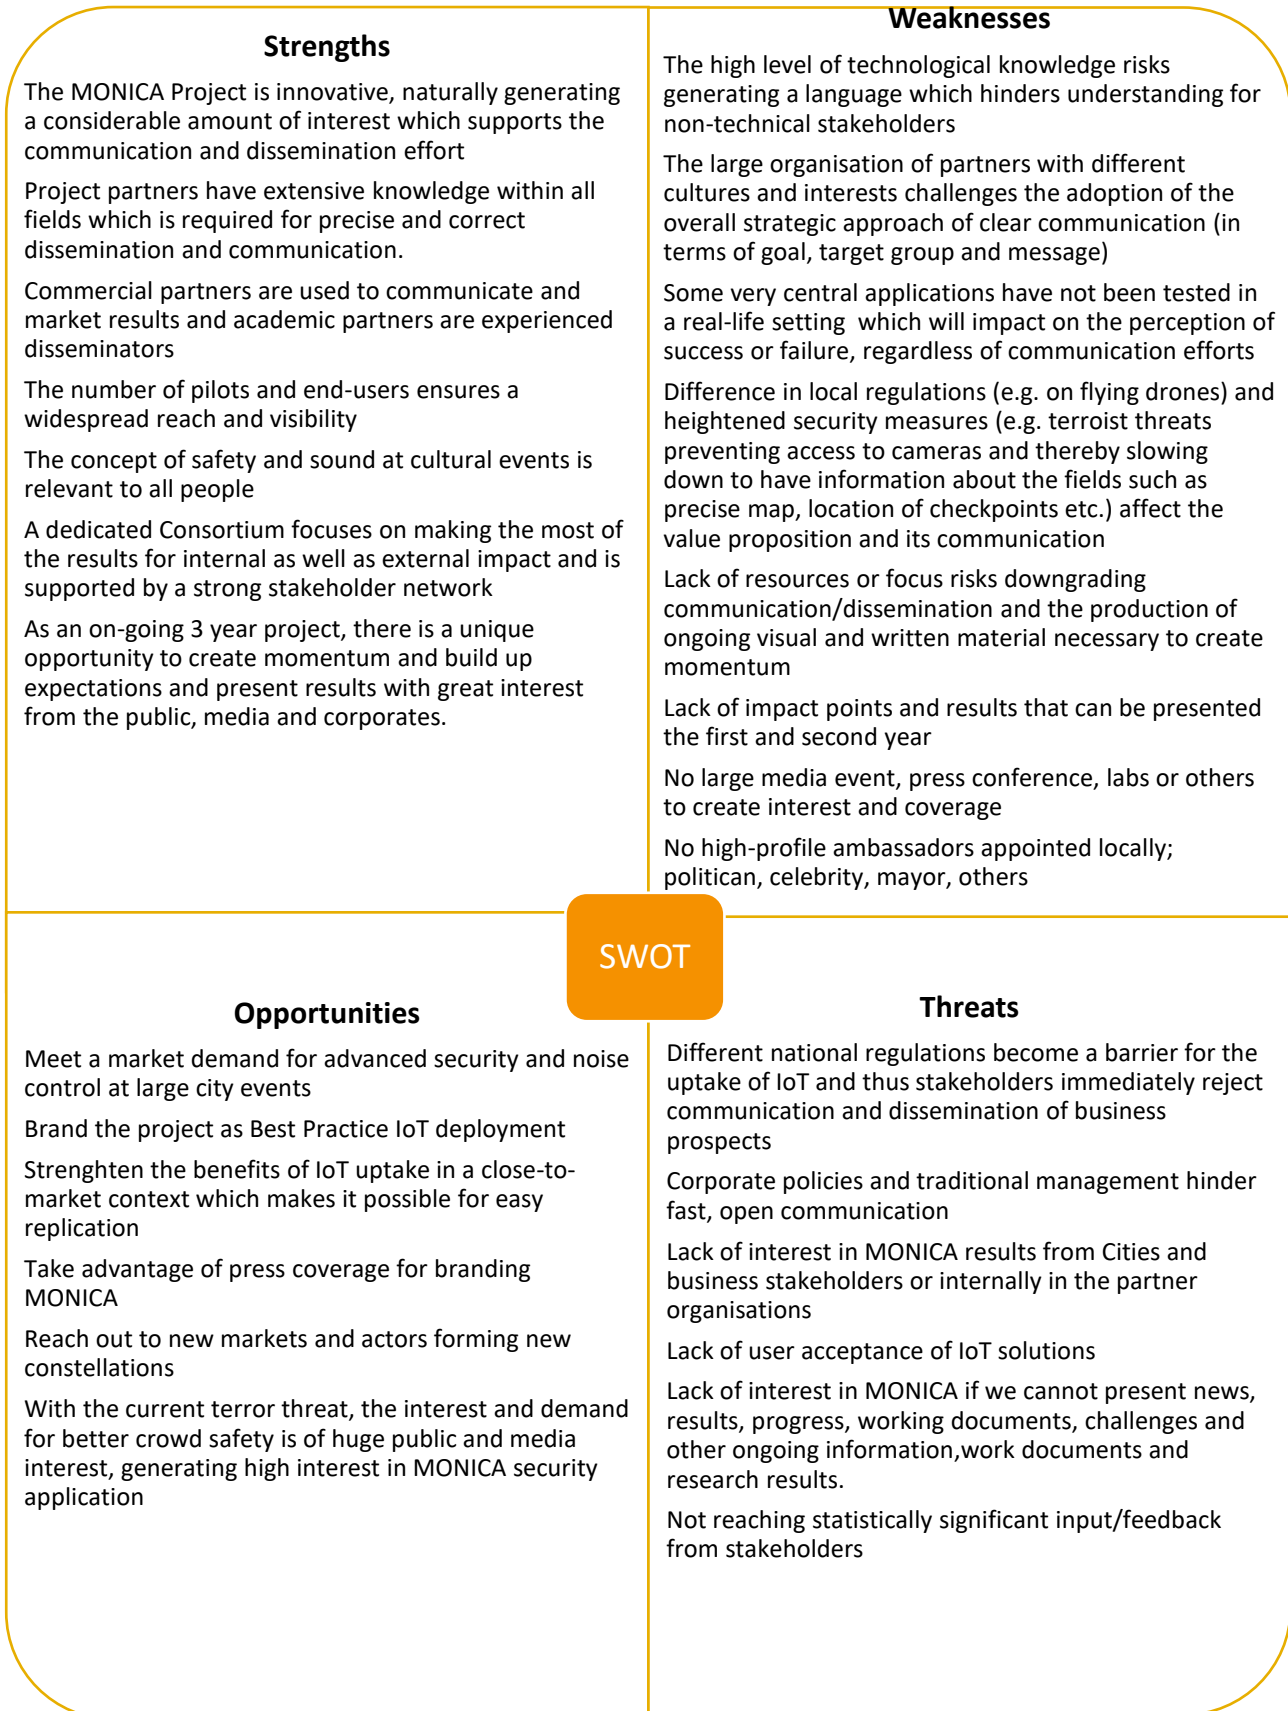 Strengths
The MONICA Project is innovative, naturally generating
a considerable amount of interest which supports the
communication and dissemination effort
Project partners have extensive knowledge within all
fields which is required for precise and correct
dissemination and communication.
Commercial partners are used to communicate and
market results and academic partners are experienced
disseminators
The number of pilots and end-users ensures a
widespread reach and visibility
The concept of safety and sound at cultural events is
relevant to all people
A dedicated Consortium focuses on making the most of
the results for internal as well as external impact and is
supported by a strong stakeholder network
As an on-going 3 year project, there is a unique
opportunity to create momentum and build up
expectations and present results with great interest
from the public, media and corporates.
Weaknesses
The high level of technological knowledge risks
generating a language which hinders understanding for
non-technical stakeholders
The large organisation of partners with different
cultures and interests challenges the adoption of the
overall strategic approach of clear communication (in
terms of goal, target group and message)
Some very central applications have not been tested in
a real-life setting  which will impact on the perception of
success or failure, regardless of communication efforts
Difference in local regulations (e.g. on flying drones) and
heightened security measures (e.g. terroist threats
preventing access to cameras and thereby slowing
down to have information about the fields such as
precise map, location of checkpoints etc.) affect the
value proposition and its communication
Lack of resources or focus risks downgrading
communication/dissemination and the production of
ongoing visual and written material necessary to create
momentum
Lack of impact points and results that can be presented
the first and second year
No large media event, press conference, labs or others
to create interest and coverage
No high-profile ambassadors appointed locally;
politican, celebrity, mayor, others
SWOT
Opportunities
Meet a market demand for advanced security and noise
control at large city events
Brand the project as Best Practice IoT deployment
Strenghten the benefits of IoT uptake in a close-to-
market context which makes it possible for easy
replication
Take advantage of press coverage for branding
MONICA
Reach out to new markets and actors forming new
constellations
With the current terror threat, the interest and demand
for better crowd safety is of huge public and media
interest, generating high interest in MONICA security
application
Threats
Different national regulations become a barrier for the
uptake of IoT and thus stakeholders immediately reject
communication and dissemination of business
prospects
Corporate policies and traditional management hinder
fast, open communication
Lack of interest in MONICA results from Cities and
business stakeholders or internally in the partner
organisations
Lack of user acceptance of IoT solutions
Lack of interest in MONICA if we cannot present news,
results, progress, working documents, challenges and
other ongoing information,work documents and
research results.
Not reaching statistically significant input/feedback
from stakeholders